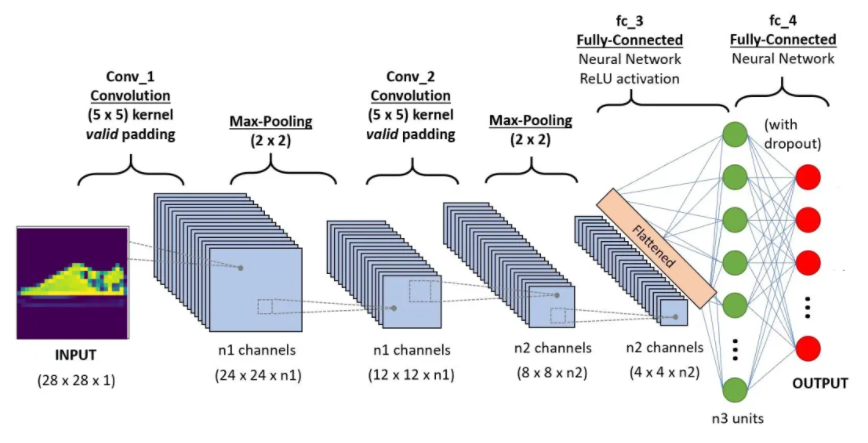 fc_3
Fully-Connected
Neural Network
ReLU activation
fc_4
Fully-Connected
Neural Network
Conv_1
Convolution
(5 x 5) kernel
valid padding
Max-Pooling
(2 x 2)
Conv_2
Convolution
(5 x 5) kernel
valid padding
Max-Pooling
(2 x 2)
(with
dropout)
Flattened
INPUT
(28 x 28 x 1)
n1 channels
(24 x 24 x n1)
n1 channels
(12 x 12 x n1)
n2 channels
(8 x 8 x n2)
n2 channels
(4 x 4 x n2)
OUTPUT
n3 units